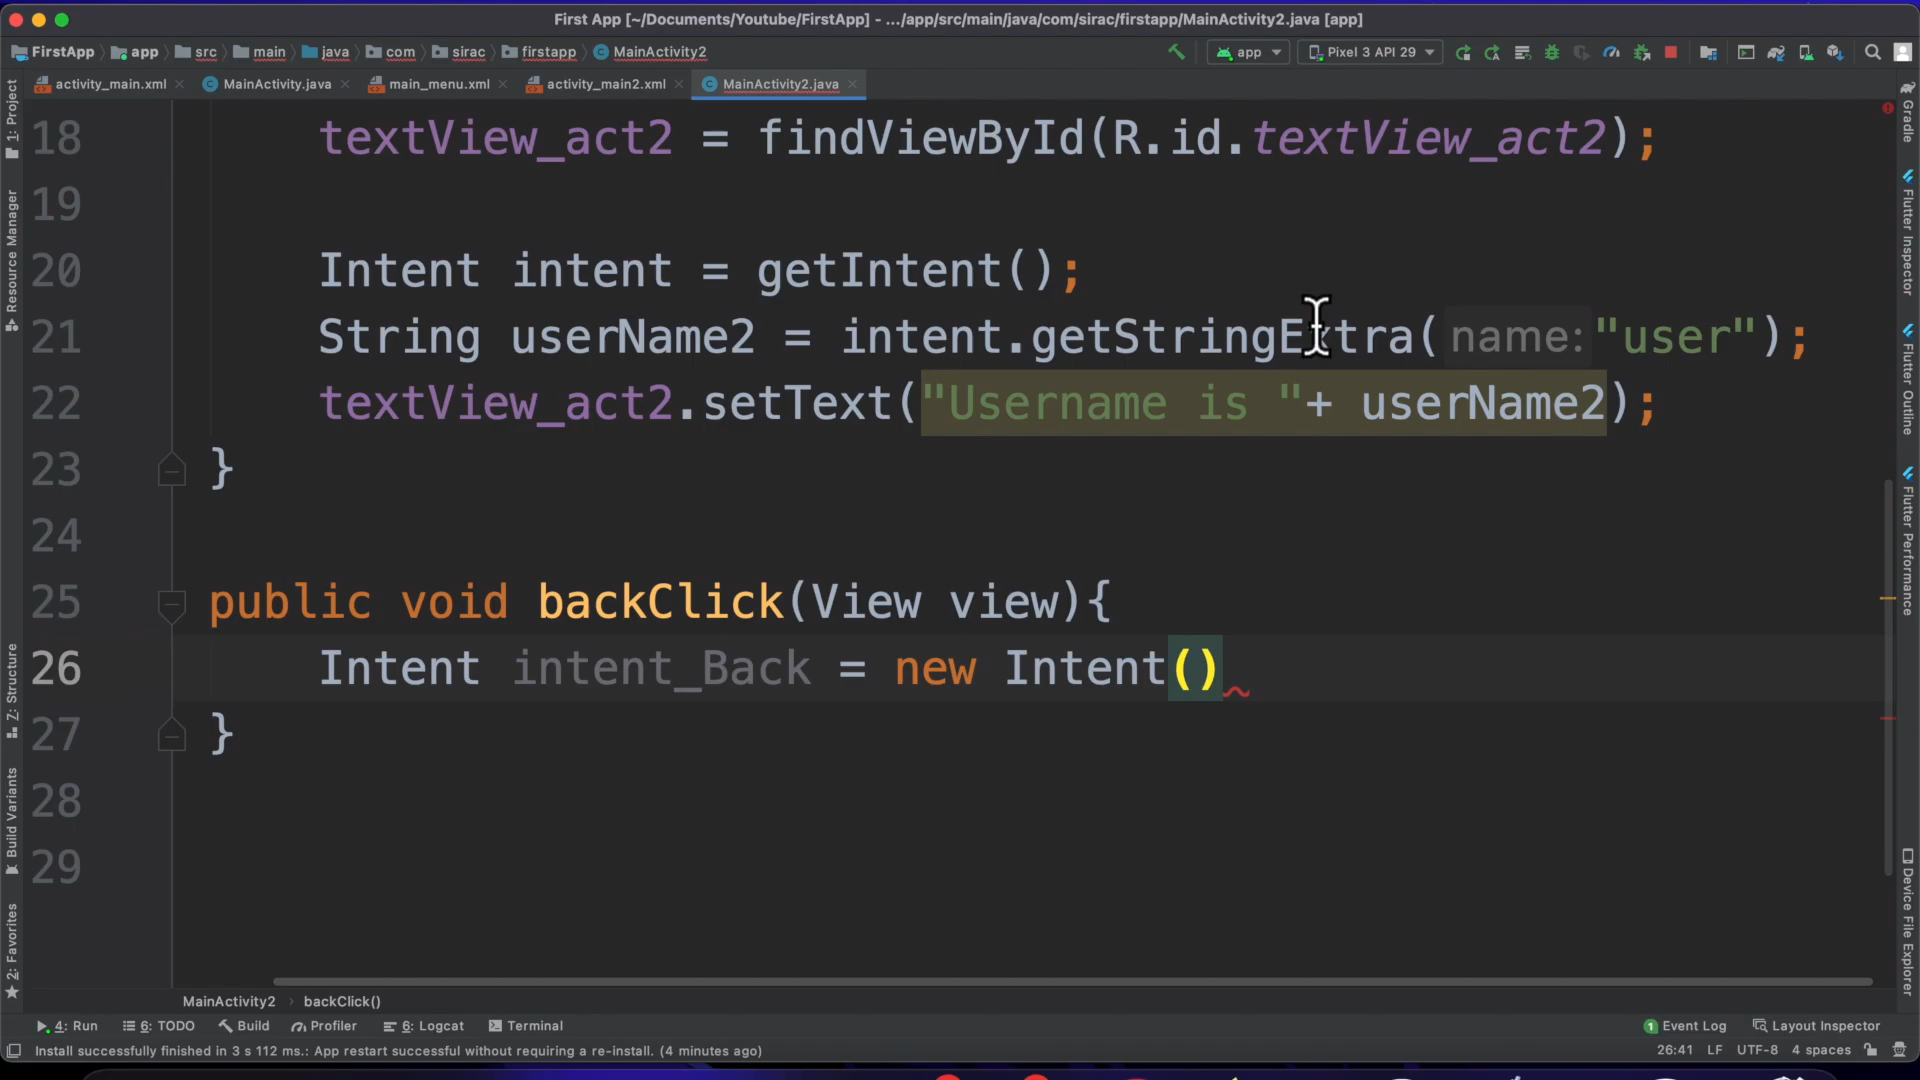 First App [~/Documents/Youtube/FirstApp] - .../app/src/main/java/com/sirac/firstapp/MainActivity2.java [app]
FirstApp app src main java com sirac firstapp MainActivity2 app Pixel 3 API 29
activity_main.xml MainActivity.java main_menu.xml activity_main2.xml MainActivity2.java
1: Project
Resource Manager
Z: Structure
Build Variants
2: Favorites
18 textView_act2 = findViewById(R.id.textView_act2);
19
20 Intent intent = getIntent();
21 String userName2 = intent.getStringExtra( name: "user");
22 textView_act2.setText("Username is "+ userName2);
23 }
24
25 public void backClick(View view){
26 Intent intent_Back = new Intent()
27 }
28
29
Gradle
Flutter Inspector
Flutter Outline
Flutter Performance
Device File Explorer
MainActivity2 › backClick()
4: Run 6: TODO Build Profiler 6: Logcat Terminal 1 Event Log Layout Inspector
Install successfully finished in 3 s 112 ms.: App restart successful without requiring a re-install. (4 minutes ago) 26:41 LF UTF-8 4 spaces